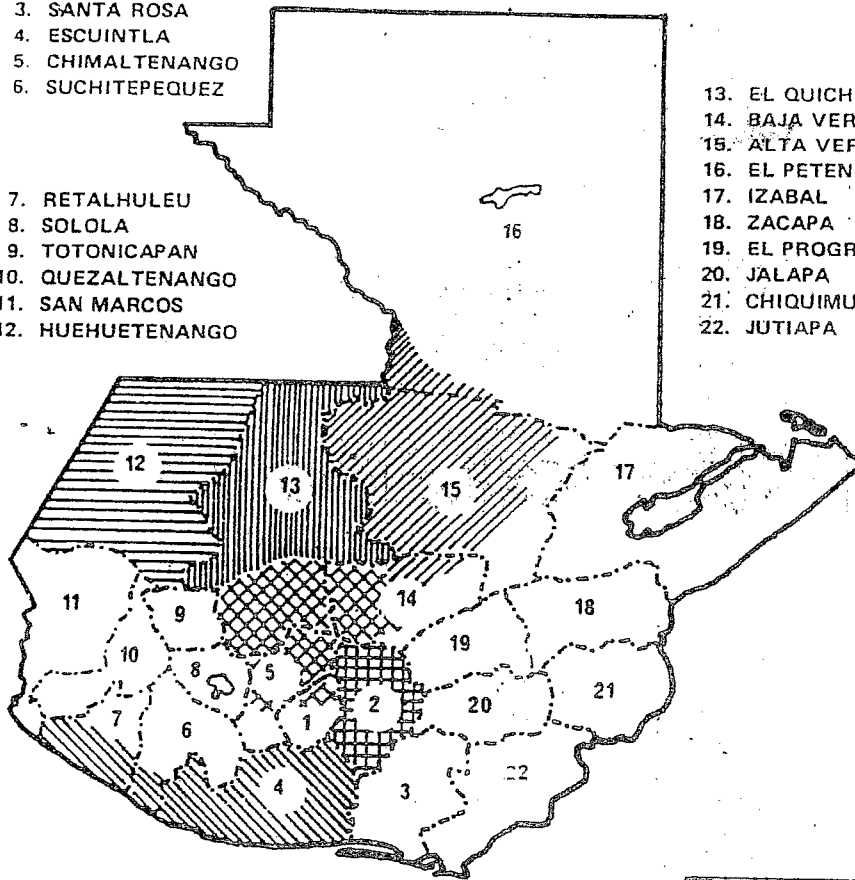 3. SANTA ROSA
4. ESCUINTLA
5. CHIMALTENANGO
6. SUCHITEPEQUEZ
7. RETALHULEU
8. SOLOLA
9. TOTONICAPAN
10. QUEZALTENANGO
11. SAN MARCOS
12. HUEHUETENANGO
13. EL QUICH
14. BAJA VER
15. ALTA VER
16. EL PETEN
17. IZABAL
18. ZACAPA
19. EL PROGR
20. JALAPA
21. CHIQUIMU
22. JUTIAPA
16
12
13
15
17
11
9
14
18
10
8
5
19
2
20
21
1
7
6
4
3
22